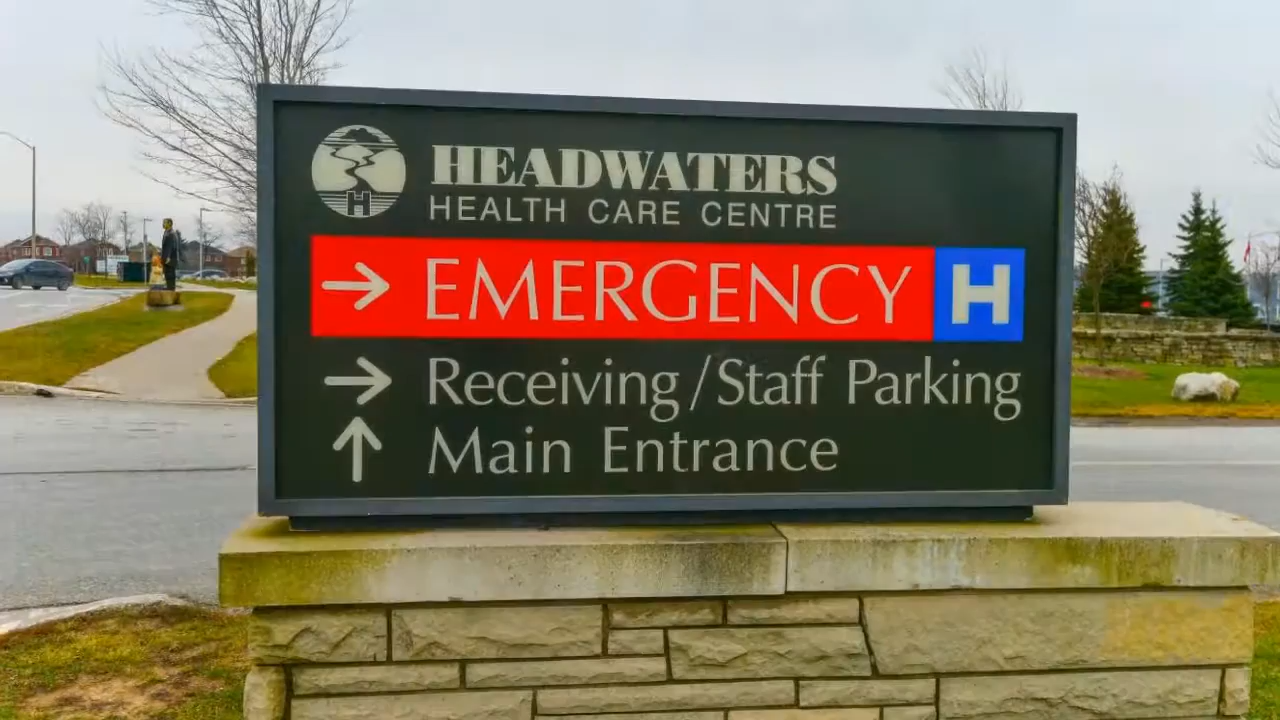 HEADWATERS
HEALTH CARE CENTRE
→ EMERGENCY H
→ Receiving/Staff Parking
↑ Main Entrance